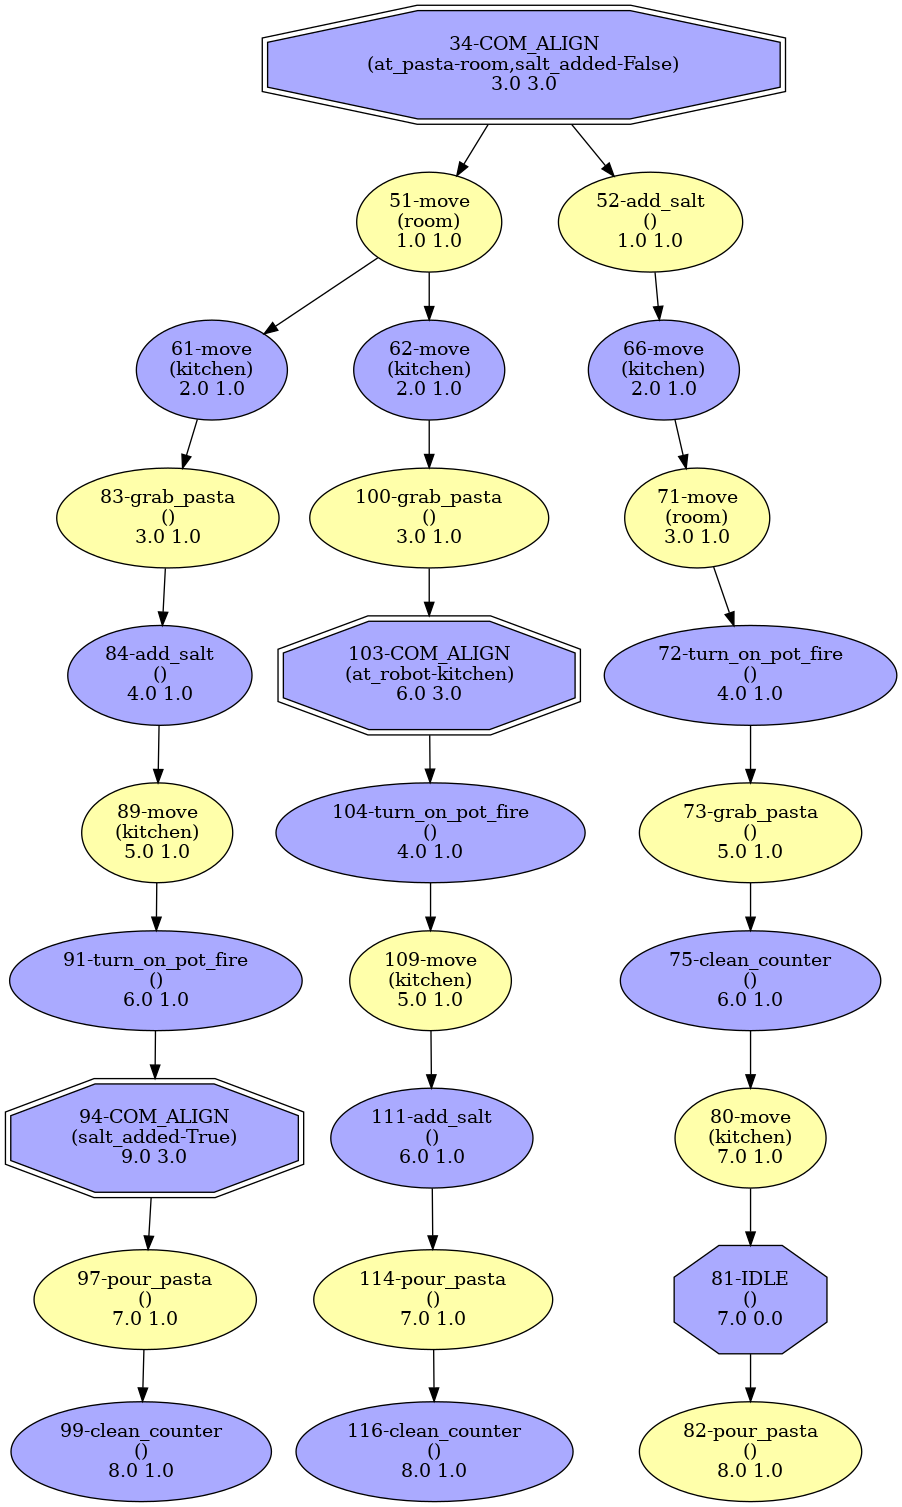 34-COM_ALIGN
(at_pasta-room,salt_added-False)
3.0 3.0
51-move
(room)
1.0 1.0
52-add_salt
()
1.0 1.0
61-move
(kitchen)
2.0 1.0
62-move
(kitchen)
2.0 1.0
66-move
(kitchen)
2.0 1.0
83-grab_pasta
()
3.0 1.0
100-grab_pasta
()
3.0 1.0
71-move
(room)
3.0 1.0
84-add_salt
()
4.0 1.0
103-COM_ALIGN
(at_robot-kitchen)
6.0 3.0
72-turn_on_pot_fire
()
4.0 1.0
89-move
(kitchen)
5.0 1.0
104-turn_on_pot_fire
()
4.0 1.0
73-grab_pasta
()
5.0 1.0
91-turn_on_pot_fire
()
6.0 1.0
109-move
(kitchen)
5.0 1.0
75-clean_counter
()
6.0 1.0
94-COM_ALIGN
(salt_added-True)
9.0 3.0
111-add_salt
()
6.0 1.0
80-move
(kitchen)
7.0 1.0
97-pour_pasta
()
7.0 1.0
114-pour_pasta
()
7.0 1.0
81-IDLE
()
7.0 0.0
99-clean_counter
()
8.0 1.0
116-clean_counter
()
8.0 1.0
82-pour_pasta
()
8.0 1.0